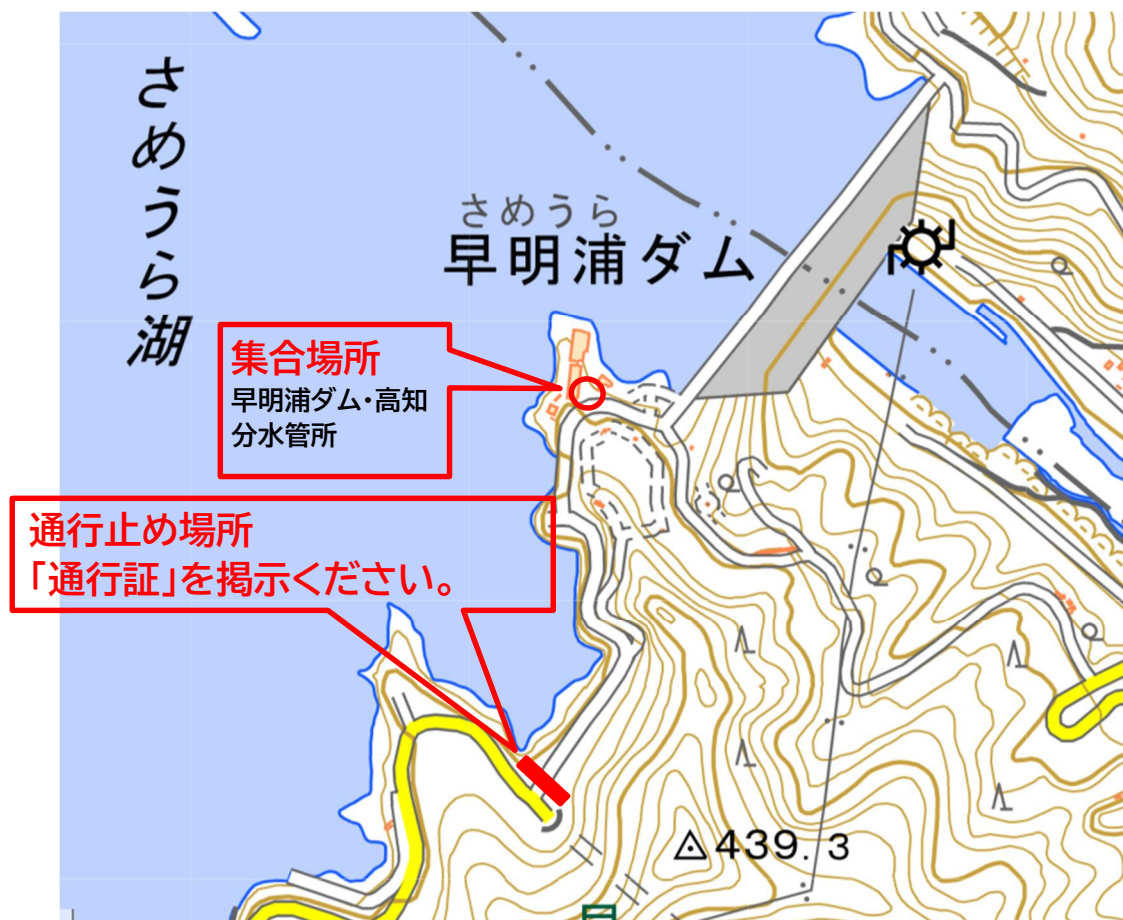 さめうら湖
さめうら
早明浦ダム
集合場所
早明浦ダム・高知
分水管所
通行止め場所
「通行証」を掲示ください。
439.3